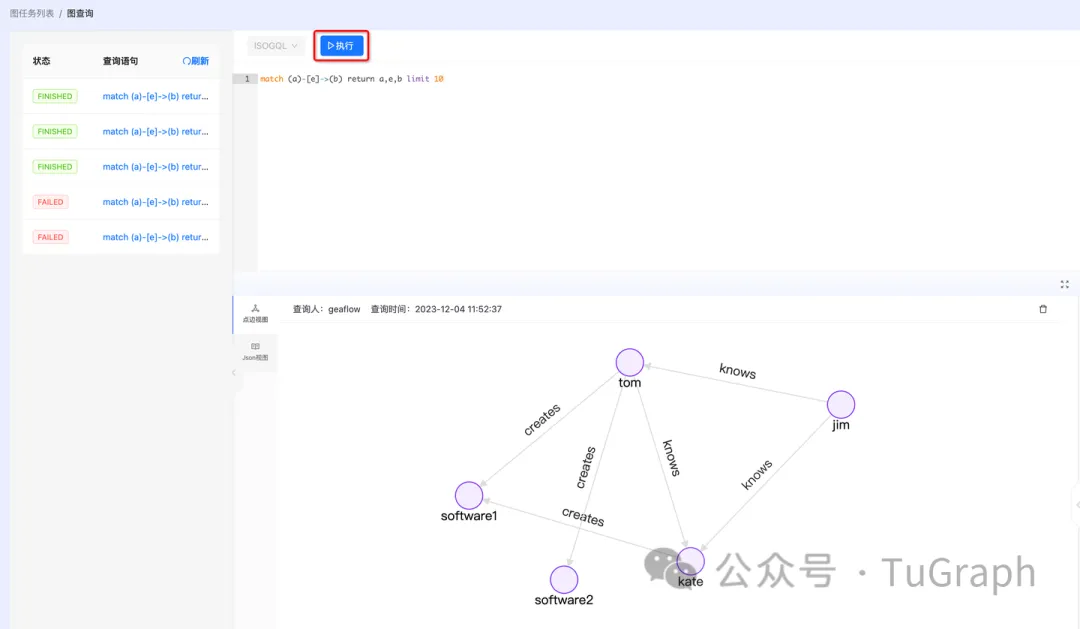 图任务列表 / 图查询
状态 查询语句 刷新
FINISHED match (a)-[e]->(b) retur...
FINISHED match (a)-[e]->(b) retur...
FINISHED match (a)-[e]->(b) retur...
FAILED match (a)-[e]->(b) retur...
FAILED match (a)-[e]->(b) retur...
ISOGQL 执行
1 match (a)-[e]->(b) return a,e,b limit 10
点边视图
Json视图
查询人：geaflow 查询时间：2023-12-04 11:52:37
tom
knows
jim
creates
creates
knows
knows
software1
creates
kate
software2
公众号 · TuGraph